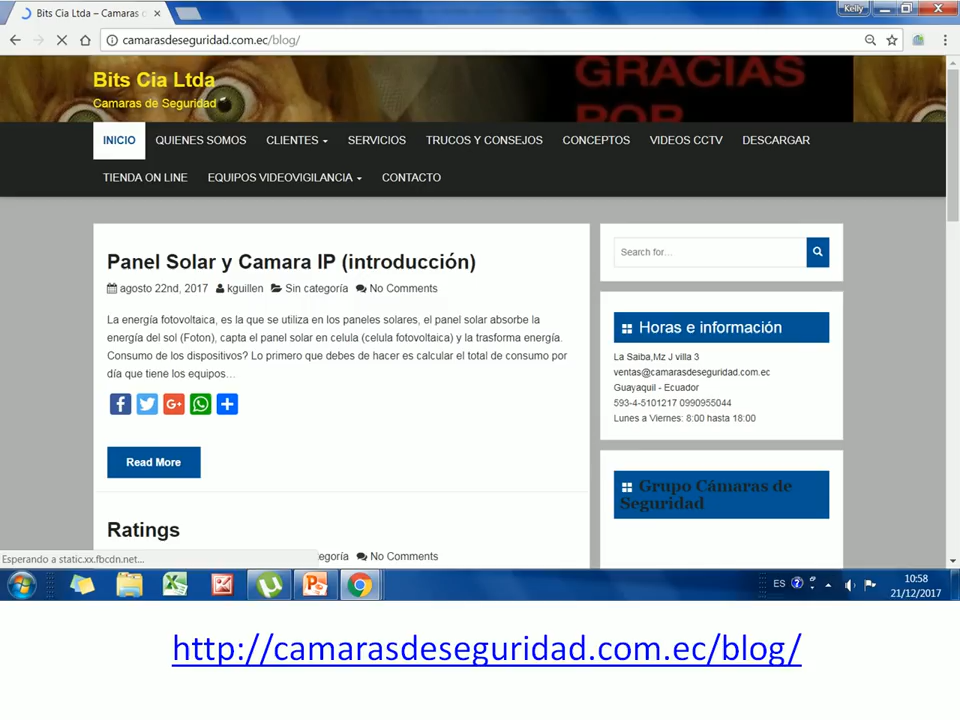 Bits Cia Ltda – Camaras d
Kelly
camarasdeseguridad.com.ec/blog/
Bits Cia Ltda
Camaras de Seguridad
GRACIAS
POR
INICIO QUIENES SOMOS CLIENTES SERVICIOS TRUCOS Y CONSEJOS CONCEPTOS VIDEOS CCTV DESCARGAR
TIENDA ON LINE EQUIPOS VIDEOVIGILANCIA CONTACTO
Panel Solar y Camara IP (introducción)
agosto 22nd, 2017 kguillen Sin categoría No Comments
La energía fotovoltaica, es la que se utiliza en los paneles solares, el panel solar absorbe la
energía del sol (Foton), capta el panel solar en celula (celula fotovoltaica) y la trasforma energía.
Consumo de los dispositivos? Lo primero que debes de hacer es calcular el total de consumo por
día que tiene los equipos…
Read More
Ratings
egoría No Comments
Search for…
Horas e información
La Saiba,Mz J villa 3
ventas@camarasdeseguridad.com.ec
Guayaquil - Ecuador
593-4-5101217 0990955044
Lunes a Viernes: 8:00 hasta 18:00
Grupo Cámaras de
Seguridad
Esperando a static.xx.fbcdn.net...
ES
10:58
21/12/2017
http://camarasdeseguridad.com.ec/blog/